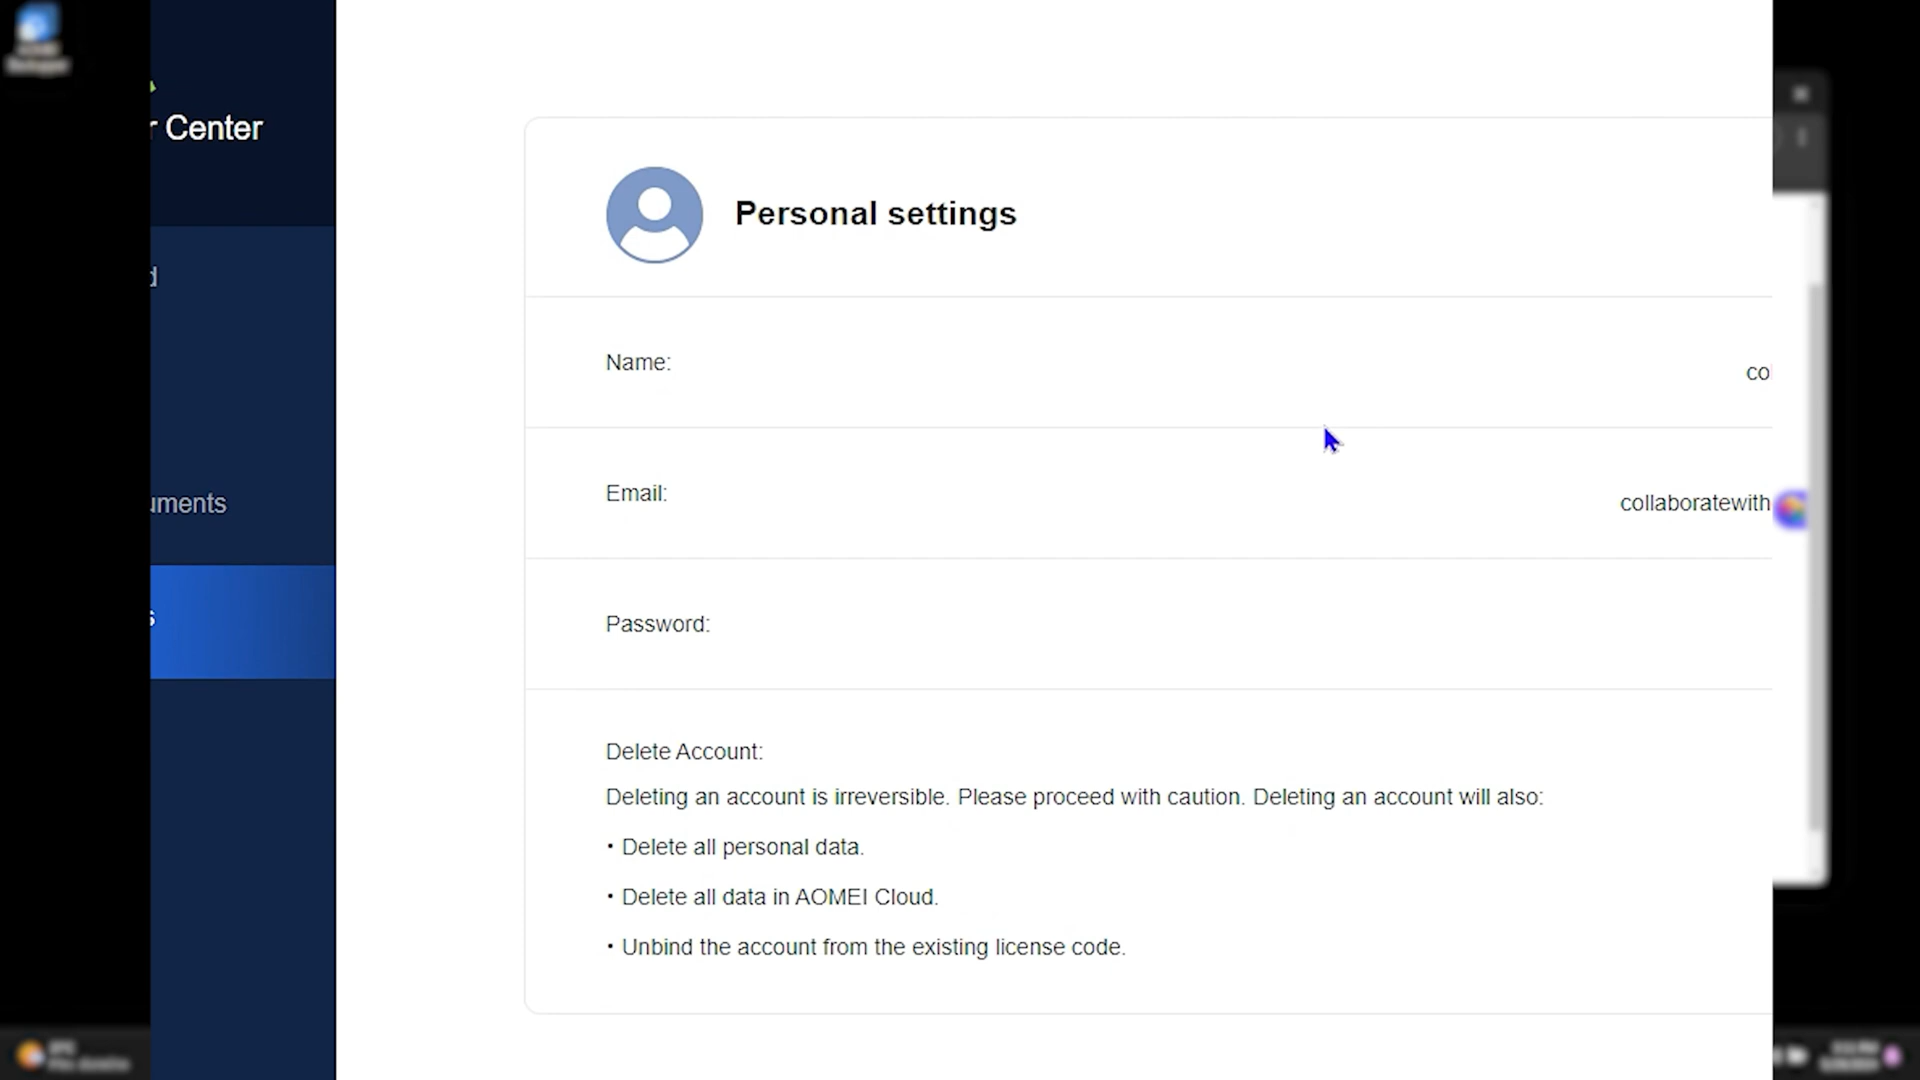 Center
uments
Personal settings
Name:
Email:
collaboratewith
Password:
Delete Account:
Deleting an account is irreversible. Please proceed with caution. Deleting an account will also:
• Delete all personal data.
• Delete all data in AOMEI Cloud.
• Unbind the account from the existing license code.